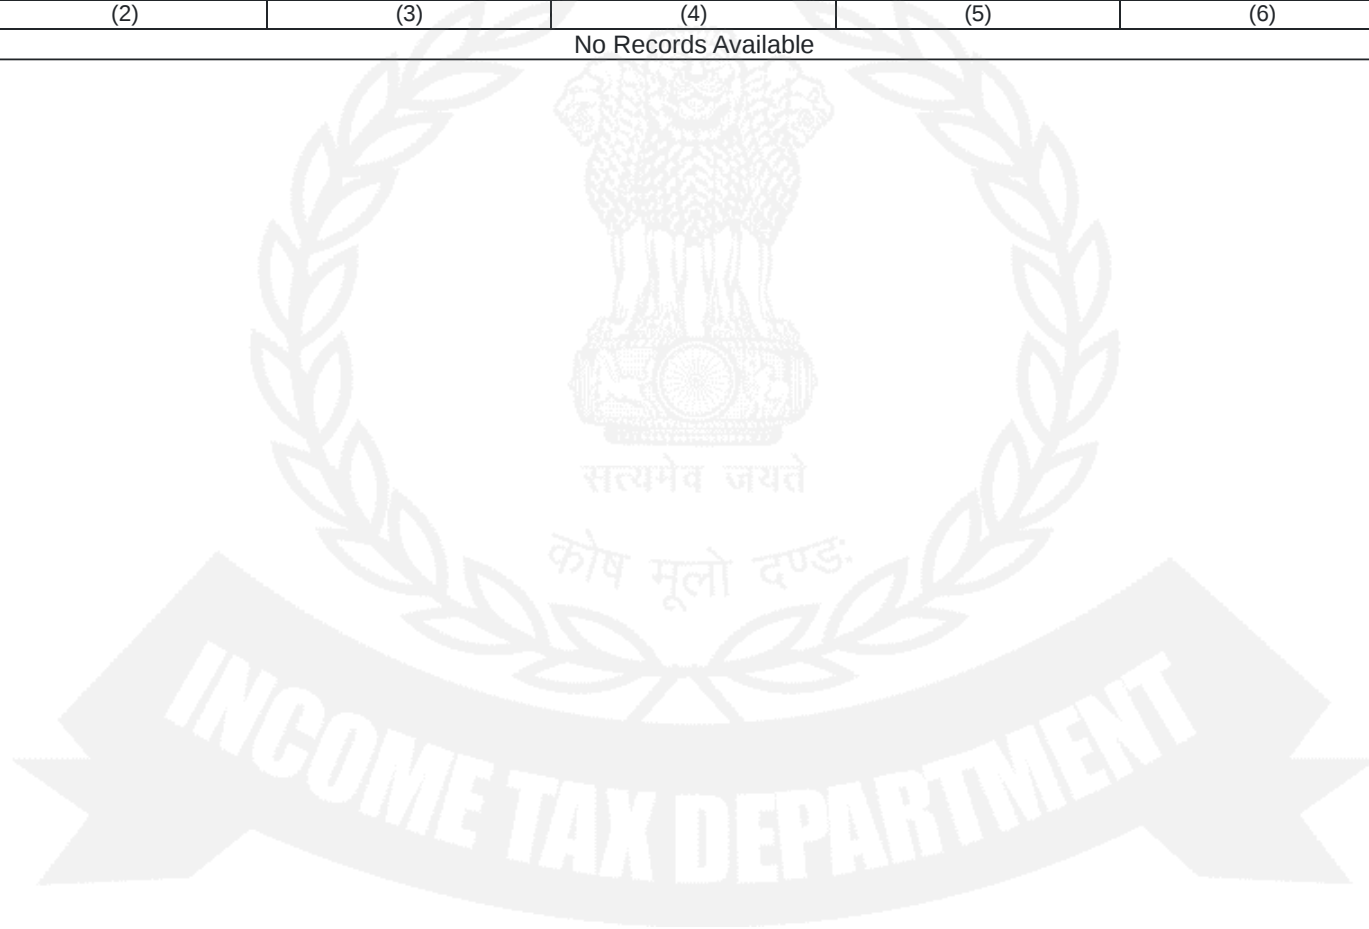 (2) (3) (4) (5) (6)
No Records Available
सत्यमेव जयते
कोष मूलो दण्डः
INCOME TAX DEPARTMENT